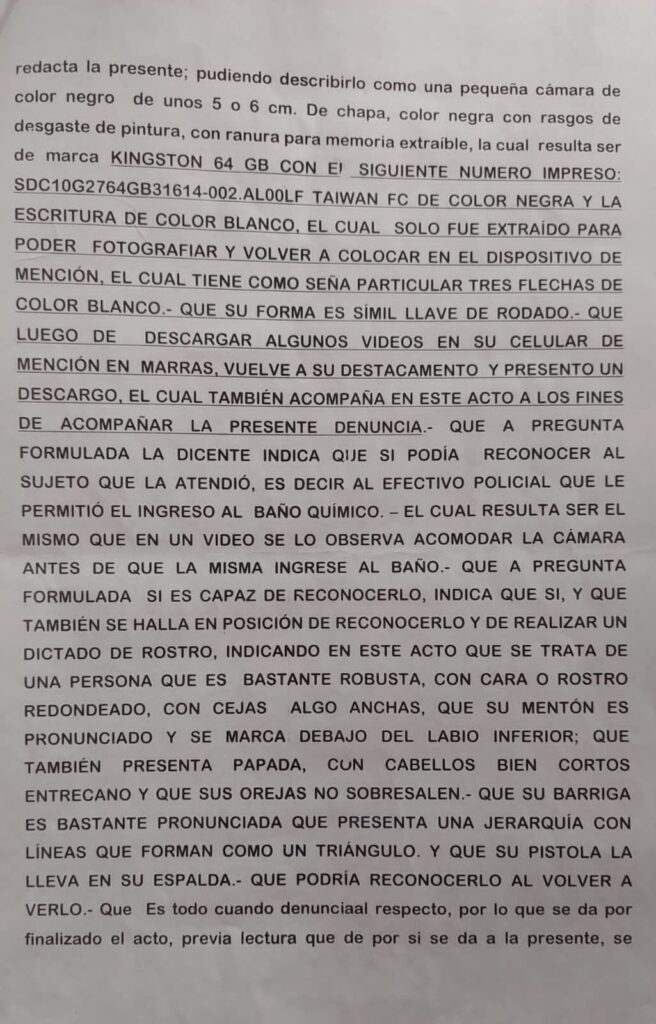 redacta la presente; pudiendo describirlo como una pequeña cámara de
color negro de unos 5 o 6 cm. De chapa, color negra con rasgos de
desgaste de pintura, con ranura para memoria extraíble, la cual resulta ser
de marca KINGSTON 64 GB CON El SIGUIENTE NUMERO IMPRESO:
SDC10G2764GB31614-002.AL00LF TAIWAN FC DE COLOR NEGRA Y LA
ESCRITURA DE COLOR BLANCO, EL CUAL SOLO FUE EXTRAÍDO PARA
PODER FOTOGRAFIAR Y VOLVER A COLOCAR EN EL DISPOSITIVO DE
MENCIÓN, EL CUAL TIENE COMO SEÑA PARTICULAR TRES FLECHAS DE
COLOR BLANCO.- QUE SU FORMA ES SÍMIL LLAVE DE RODADO.- QUE
LUEGO DE DESCARGAR ALGUNOS VIDEOS EN SU CELULAR DE
MENCIÓN EN MARRAS, VUELVE A SU DESTACAMENTO Y PRESENTO UN
DESCARGO, EL CUAL TAMBIÉN ACOMPAÑA EN ESTE ACTO A LOS FINES
DE ACOMPAÑAR LA PRESENTE DENUNCIA.- QUE A PREGUNTA
FORMULADA LA DICENTE INDICA QUE SI PODÍA RECONOCER AL
SUJETO QUE LA ATENDIÓ, ES DECIR AL EFECTIVO POLICIAL QUE LE
PERMITIÓ EL INGRESO AL BAÑO QUÍMICO. – EL CUAL RESULTA SER EL
MISMO QUE EN UN VIDEO SE LO OBSERVA ACOMODAR LA CÁMARA
ANTES DE QUE LA MISMA INGRESE AL BAÑO.- QUE A PREGUNTA
FORMULADA SI ES CAPAZ DE RECONOCERLO, INDICA QUE SI, Y QUE
TAMBIÉN SE HALLA EN POSICIÓN DE RECONOCERLO Y DE REALIZAR UN
DICTADO DE ROSTRO, INDICANDO EN ESTE ACTO QUE SE TRATA DE
UNA PERSONA QUE ES BASTANTE ROBUSTA, CON CARA O ROSTRO
REDONDEADO, CON CEJAS ALGO ANCHAS, QUE SU MENTÓN ES
PRONUNCIADO Y SE MARCA DEBAJO DEL LABIO INFERIOR; QUE
TAMBIÉN PRESENTA PAPADA, CON CABELLOS BIEN CORTOS
ENTRECANO Y QUE SUS OREJAS NO SOBRESALEN.- QUE SU BARRIGA
ES BASTANTE PRONUNCIADA QUE PRESENTA UNA JERARQUÍA CON
LÍNEAS QUE FORMAN COMO UN TRIÁNGULO. Y QUE SU PISTOLA LA
LLEVA EN SU ESPALDA.- QUE PODRÍA RECONOCERLO AL VOLVER A
VERLO.- Que Es todo cuando denunciaal respecto, por lo que se da por
finalizado el acto, previa lectura que de por si se da a la presente, se